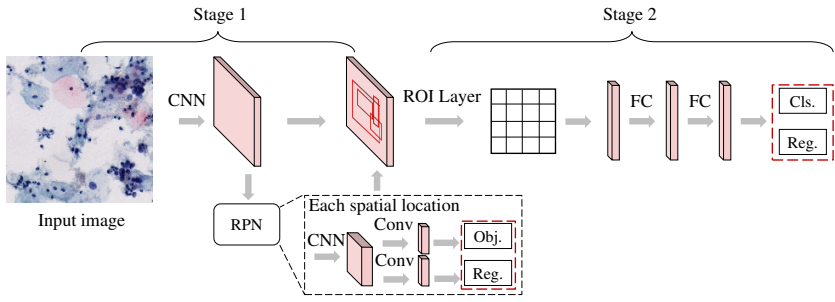 Stage 1
Stage 2
CNN
ROI Layer
FC
FC
Cls.
Reg.
Input image
RPN
Each spatial location
CNN
Conv
Obj.
Conv
Reg.